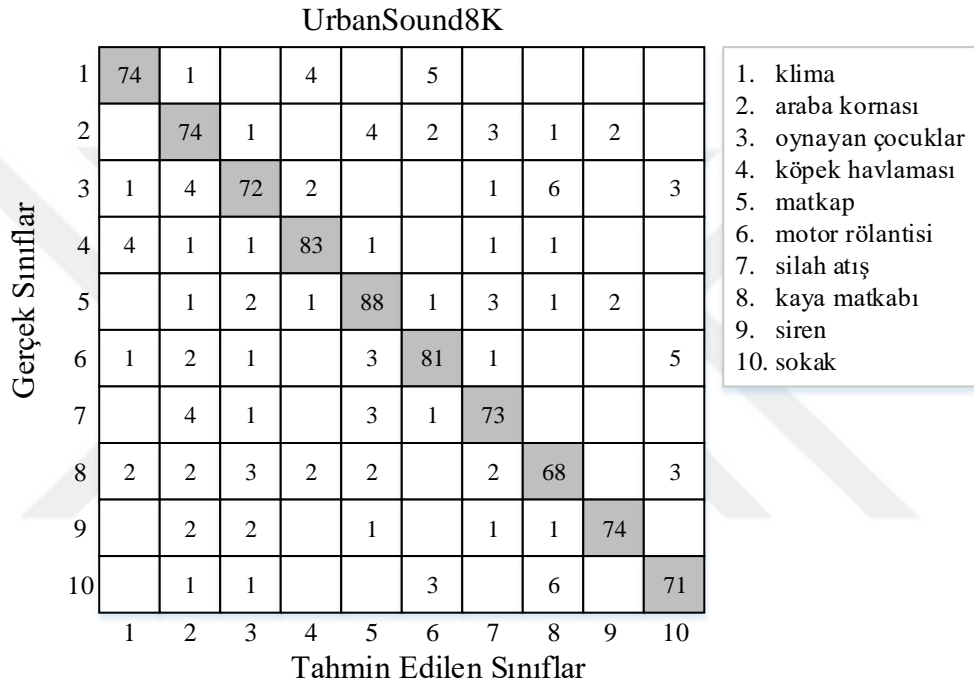 UrbanSound8K
1 74 1 4 5
2 74 1 4 2 3 1 2
3 1 4 72 2 1 6 3
4 4 1 1 83 1 1 1
5 1 2 1 88 1 3 1 2
6 1 2 1 3 81 1 5
7 4 1 3 1 73
8 2 2 3 2 2 2 68 3
9 2 2 1 1 1 74
10 1 1 3 6 71
1 2 3 4 5 6 7 8 9 10
Tahmin Edilen Sınıflar
Gerçek Sınıflar
1. klima
2. araba kornası
3. oynayan çocuklar
4. köpek havlaması
5. matkap
6. motor rölantisi
7. silah atış
8. kaya matkabı
9. siren
10. sokak